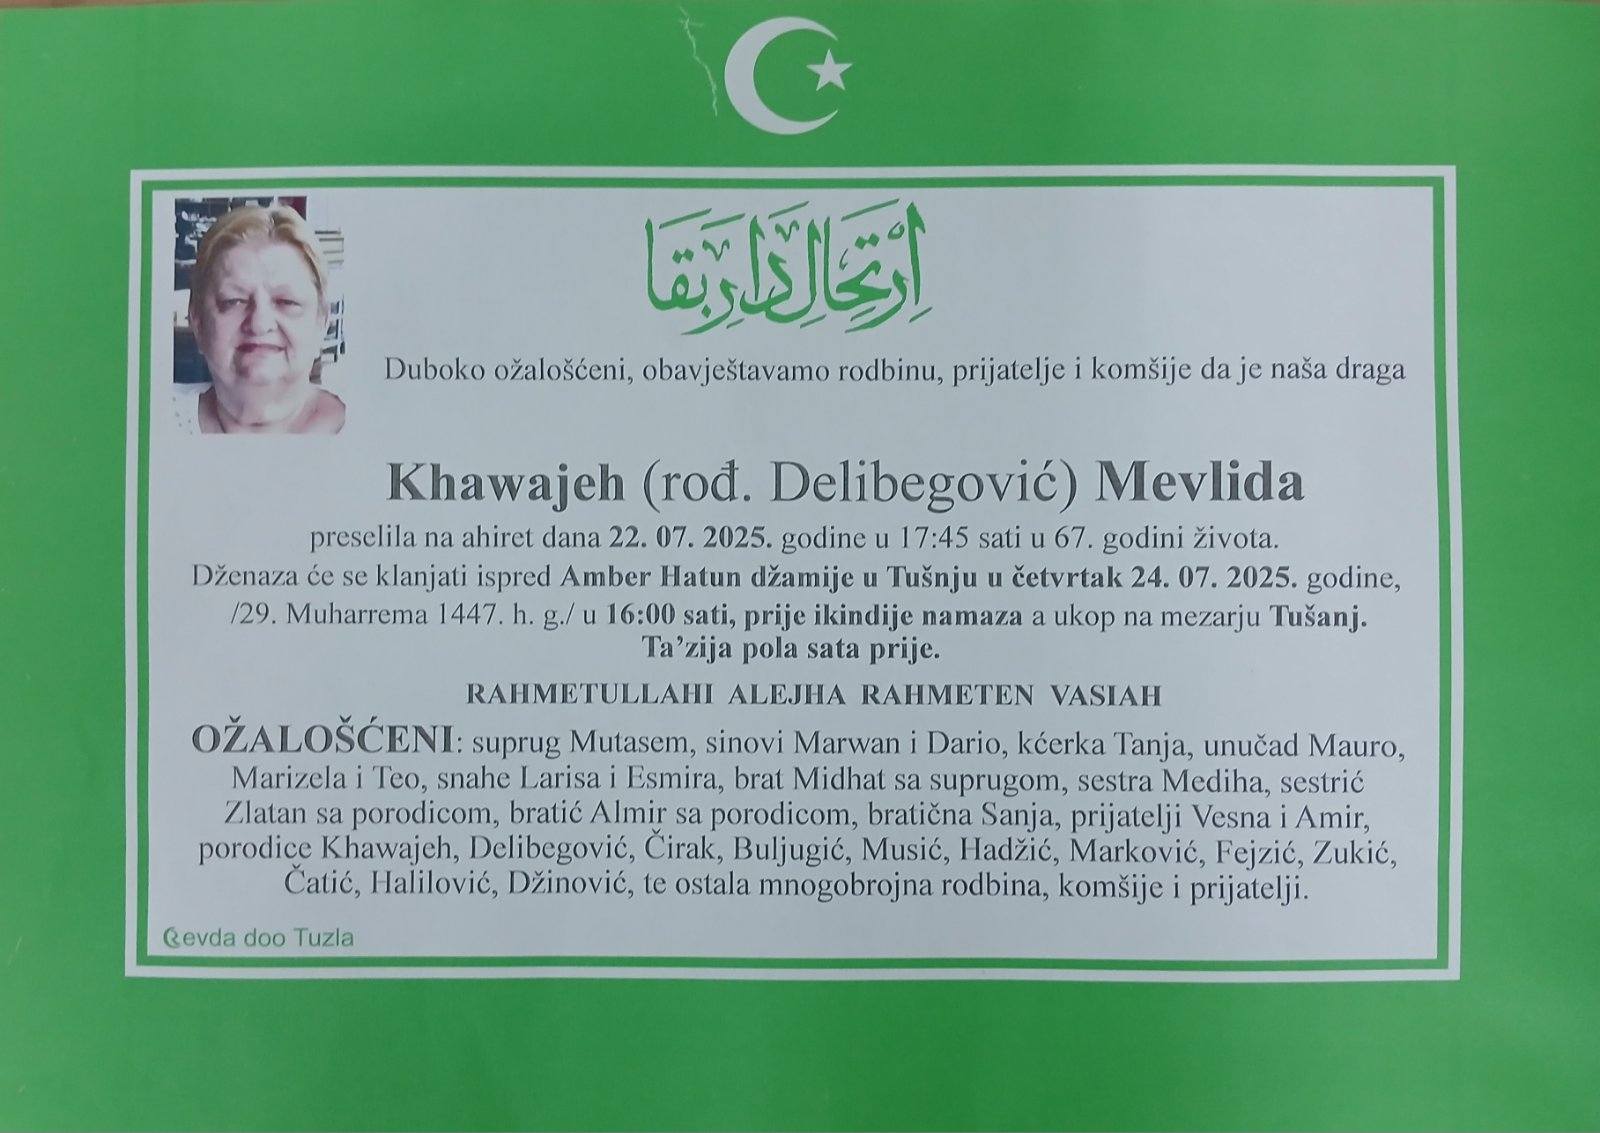 اِرتِحَالِ دَارِ بَقَا
Duboko ožalošćeni, obavještavamo rodbinu, prijatelje i komšije da je naša draga
Khawajeh (rođ. Delibegović) Mevlida
preselila na ahiret dana 22. 07. 2025. godine u 17:45 sati u 67. godini života.
Dženaza će se klanjati ispred Amber Hatun džamije u Tušnju u četvrtak 24. 07. 2025. godine,
/29. Muharrema 1447. h. g./ u 16:00 sati, prije ikindije namaza a ukop na mezarju Tušanj.
Ta’zija pola sata prije.
RAHMETULLAHI ALEJHA RAHMETEN VASIAH
OŽALOŠĆENI: suprug Mutasem, sinovi Marwan i Dario, kćerka Tanja, unučad Mauro,
Marizela i Teo, snahe Larisa i Esmira, brat Midhat sa suprugom, sestra Mediha, sestrić
Zlatan sa porodicom, bratić Almir sa porodicom, bratična Sanja, prijatelji Vesna i Amir,
porodice Khawajeh, Delibegović, Čirak, Buljugić, Musić, Hadžić, Marković, Fejzić, Zukić,
Čatić, Halilović, Džinović, te ostala mnogobrojna rodbina, komšije i prijatelji.
Revda doo Tuzla